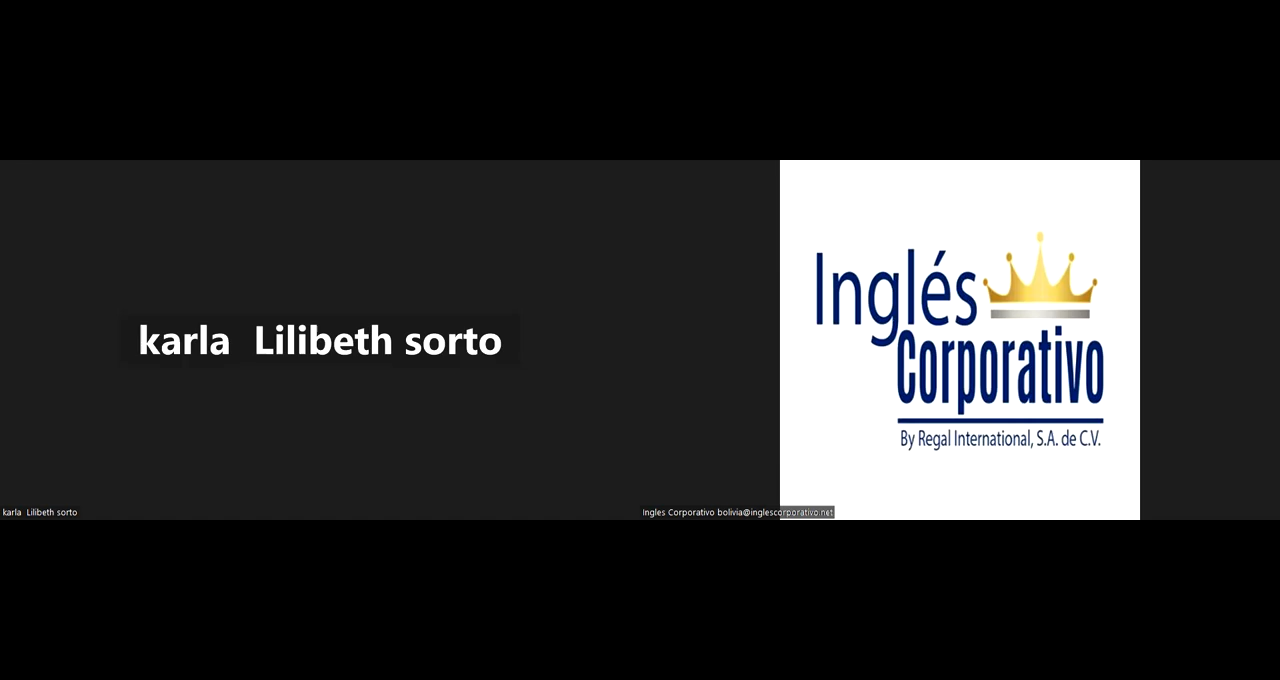 karla  Lilibeth sorto
Inglés
Corporativo
By Regal International, S.A. de C.V.
karla  Lilibeth sorto
Ingles Corporativo bolivia@inglescorporativo.net